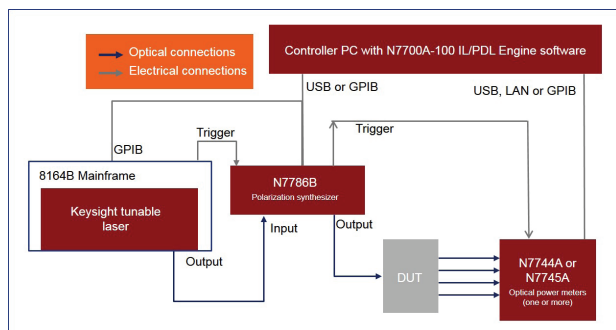 Optical connections
Electrical connections
Controller PC with N7700A-100 IL/PDL Engine software
USB or GPIB
USB, LAN or GPIB
Trigger
Trigger
GPIB
8164B Mainframe
N7786B
Polarization synthesizer
Keysight tunable
laser
Input
Output
Output
DUT
N7744A or
N7745A
Optical power meters
(one or more)